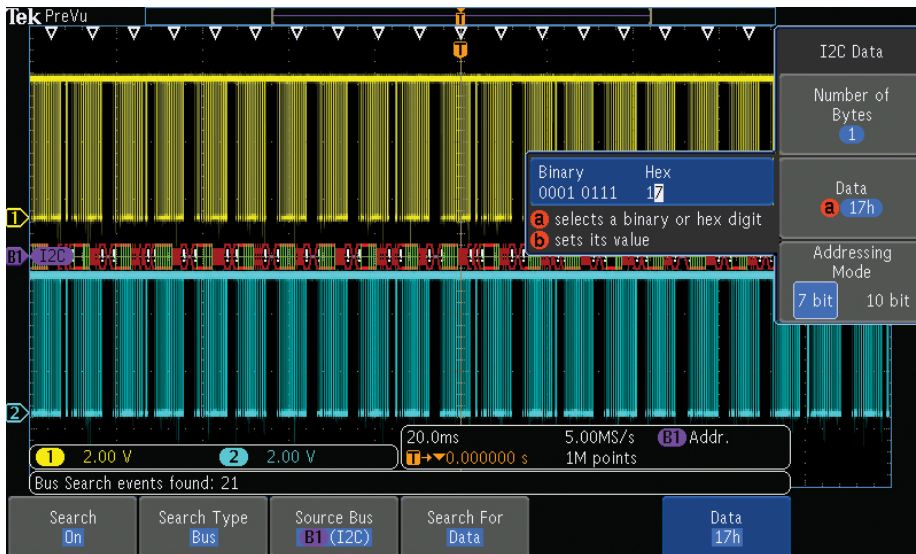 Tek PreVu
T
T
I2C Data
Number of
Bytes
1
Binary Hex
0001 0111 17
a selects a binary or hex digit
b sets its value
Data
a 17h
1
B1 I2C
Addressing
Mode
7 bit 10 bit
2
20.0ms 5.00MS/s B1 Addr.
1 2.00 V 2 2.00 V
T→▼0.000000 s 1M points
Bus Search events found: 21
Search
On
Search Type
Bus
Source Bus
B1 (I2C)
Search For
Data
Data
17h